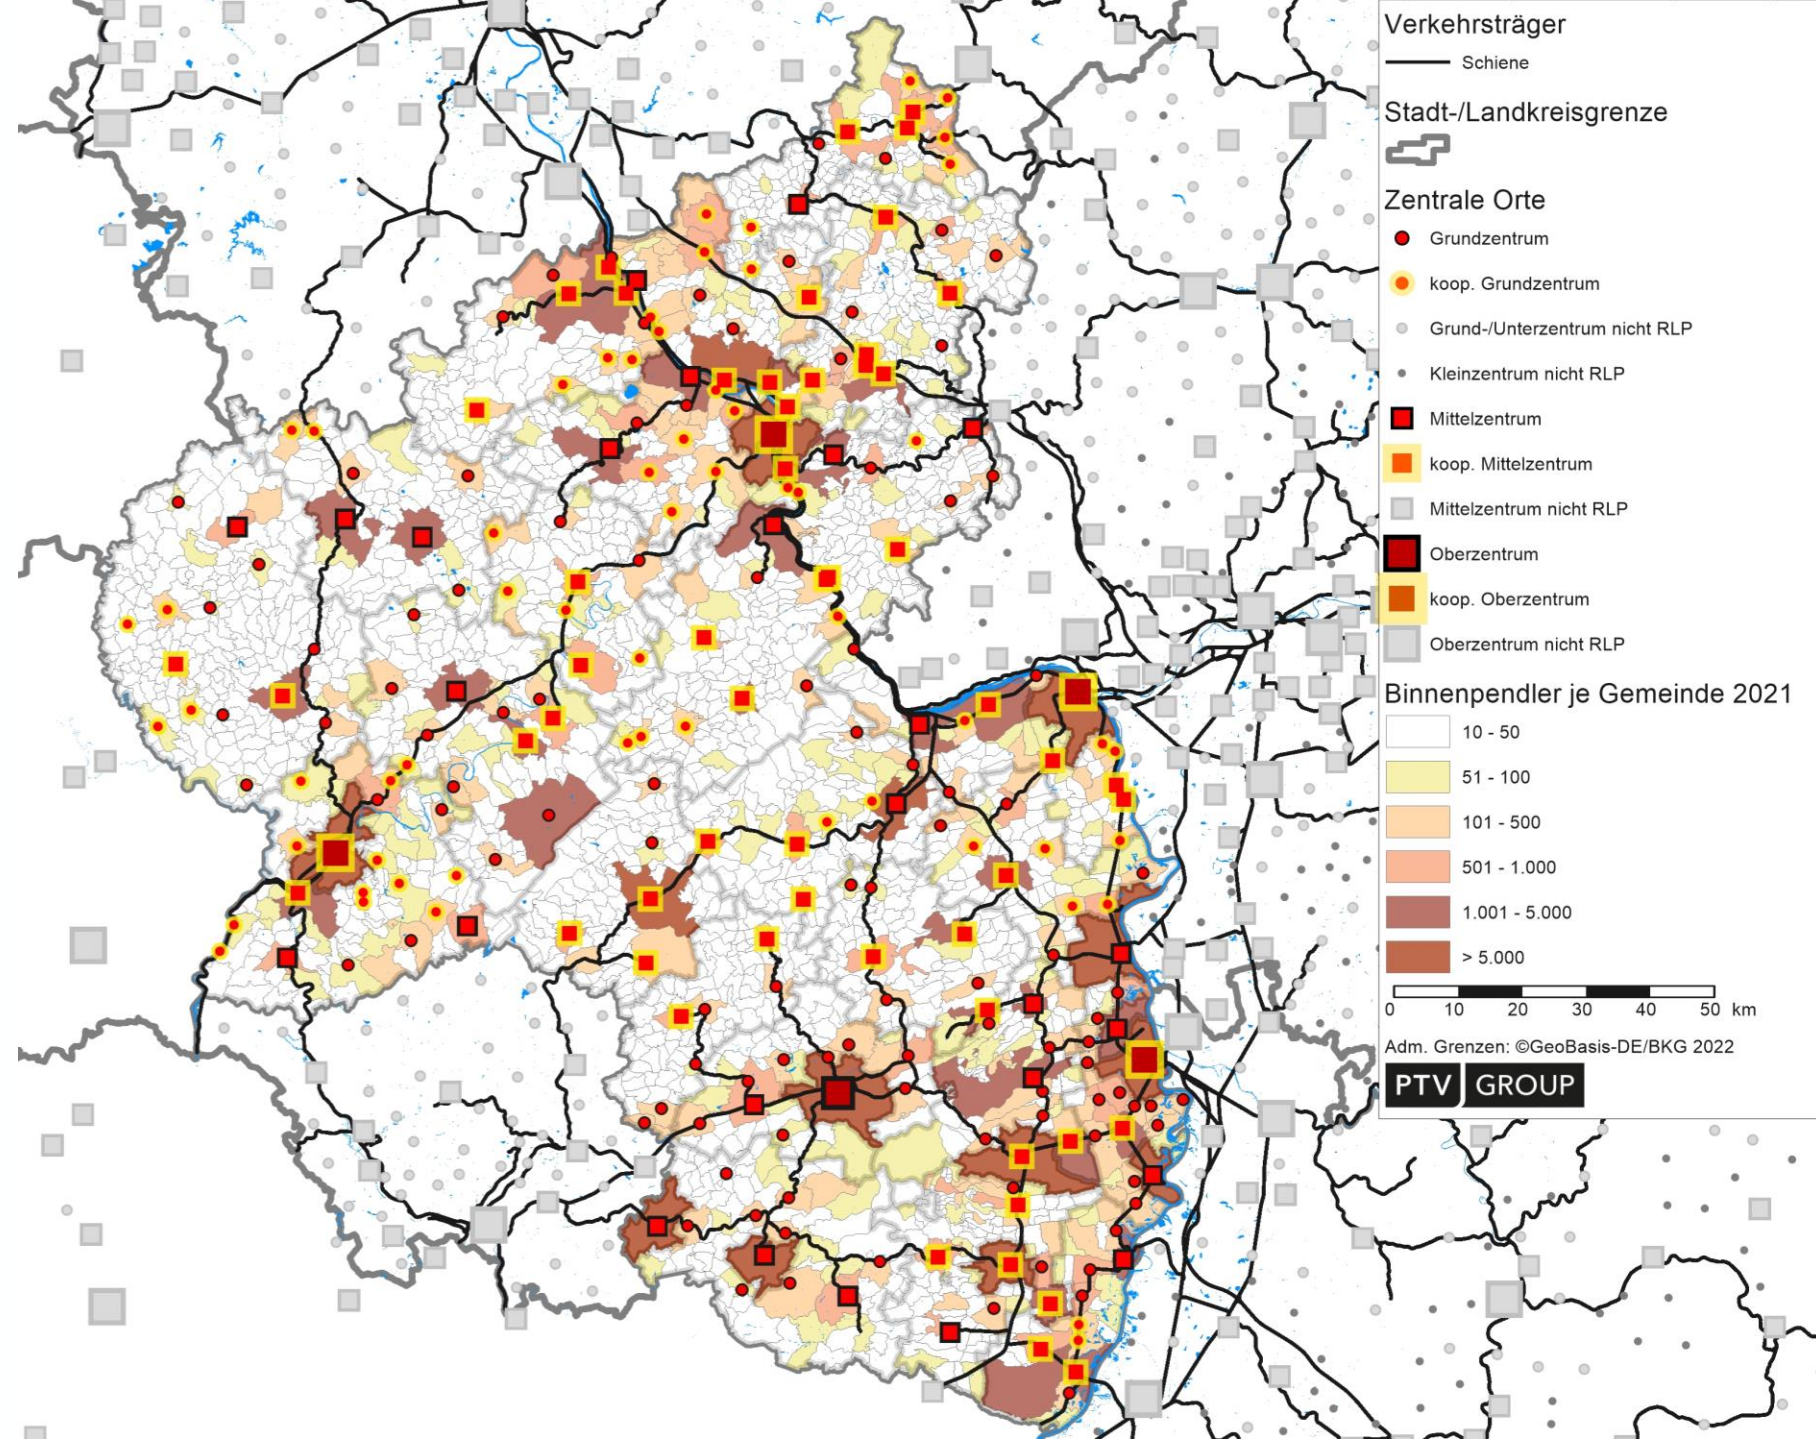 Verkehrsträger
Schiene
Stadt-/Landkreisgrenze
Zentrale Orte
Grundzentrum
koop. Grundzentrum
Grund-/Unterzentrum nicht RLP
Kleinzentrum nicht RLP
Mittelzentrum
koop. Mittelzentrum
Mittelzentrum nicht RLP
Oberzentrum
koop. Oberzentrum
Oberzentrum nicht RLP
Binnenpendler je Gemeinde 2021
10 - 50
51 - 100
101 - 500
501 - 1.000
1.001 - 5.000
> 5.000
0 10 20 30 40 50 km
Adm. Grenzen: ©GeoBasis-DE/BKG 2022
PTV GROUP